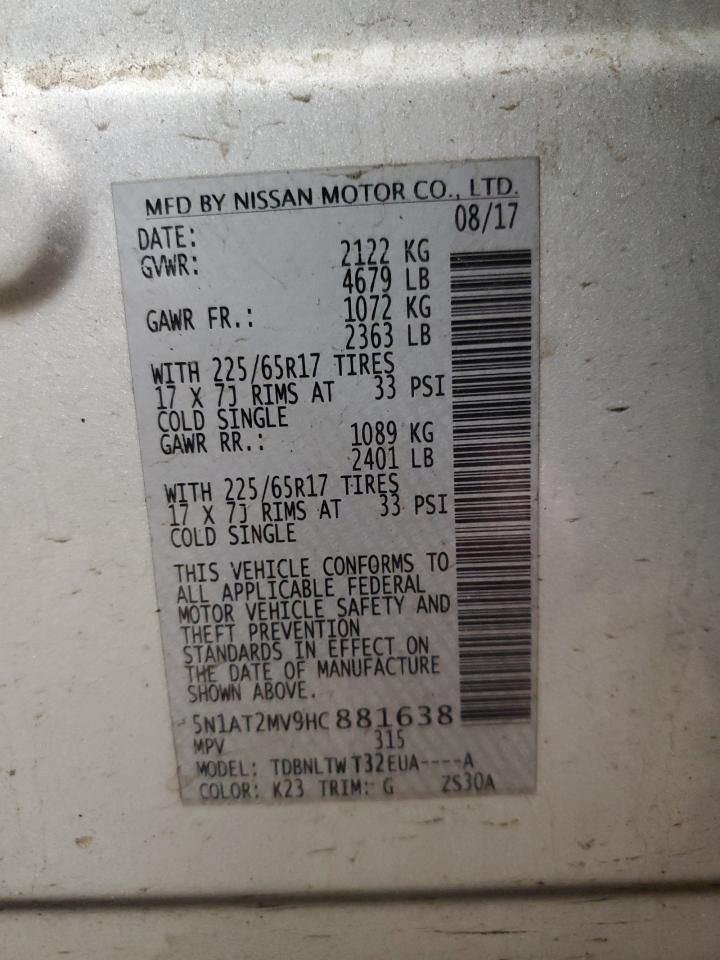 MFD BY NISSAN MOTOR CO., LTD.
DATE: 08/17
GVWR: 2122 KG
4679 LB
GAWR FR.: 1072 KG
2363 LB
WITH 225/65R17 TIRES
17 X 7J RIMS AT 33 PSI
COLD SINGLE
GAWR RR.: 1089 KG
2401 LB
WITH 225/65R17 TIRES
17 X 7J RIMS AT 33 PSI
COLD SINGLE
THIS VEHICLE CONFORMS TO
ALL APPLICABLE FEDERAL
MOTOR VEHICLE SAFETY AND
THEFT PREVENTION
STANDARDS IN EFFECT ON
THE DATE OF MANUFACTURE
SHOWN ABOVE.
5N1AT2MV9HC881638
MPV 315
MODEL: TDBNLTW T32EUA----A
COLOR: K23 TRIM: G ZS30A